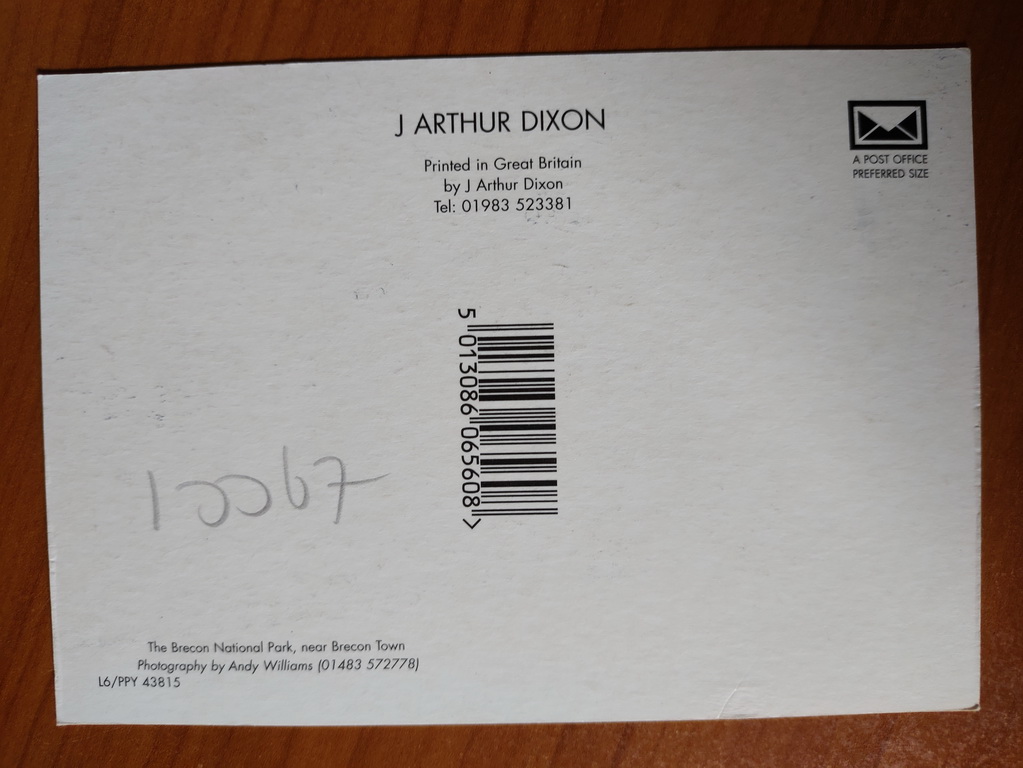 J ARTHUR DIXON
Printed in Great Britain
by J Arthur Dixon
Tel: 01983 523381
A POST OFFICE
PREFERRED SIZE
5 013086 065608 >
10067
The Brecon National Park, near Brecon Town
Photography by Andy Williams (01483 572778)
L6/PPY 43815